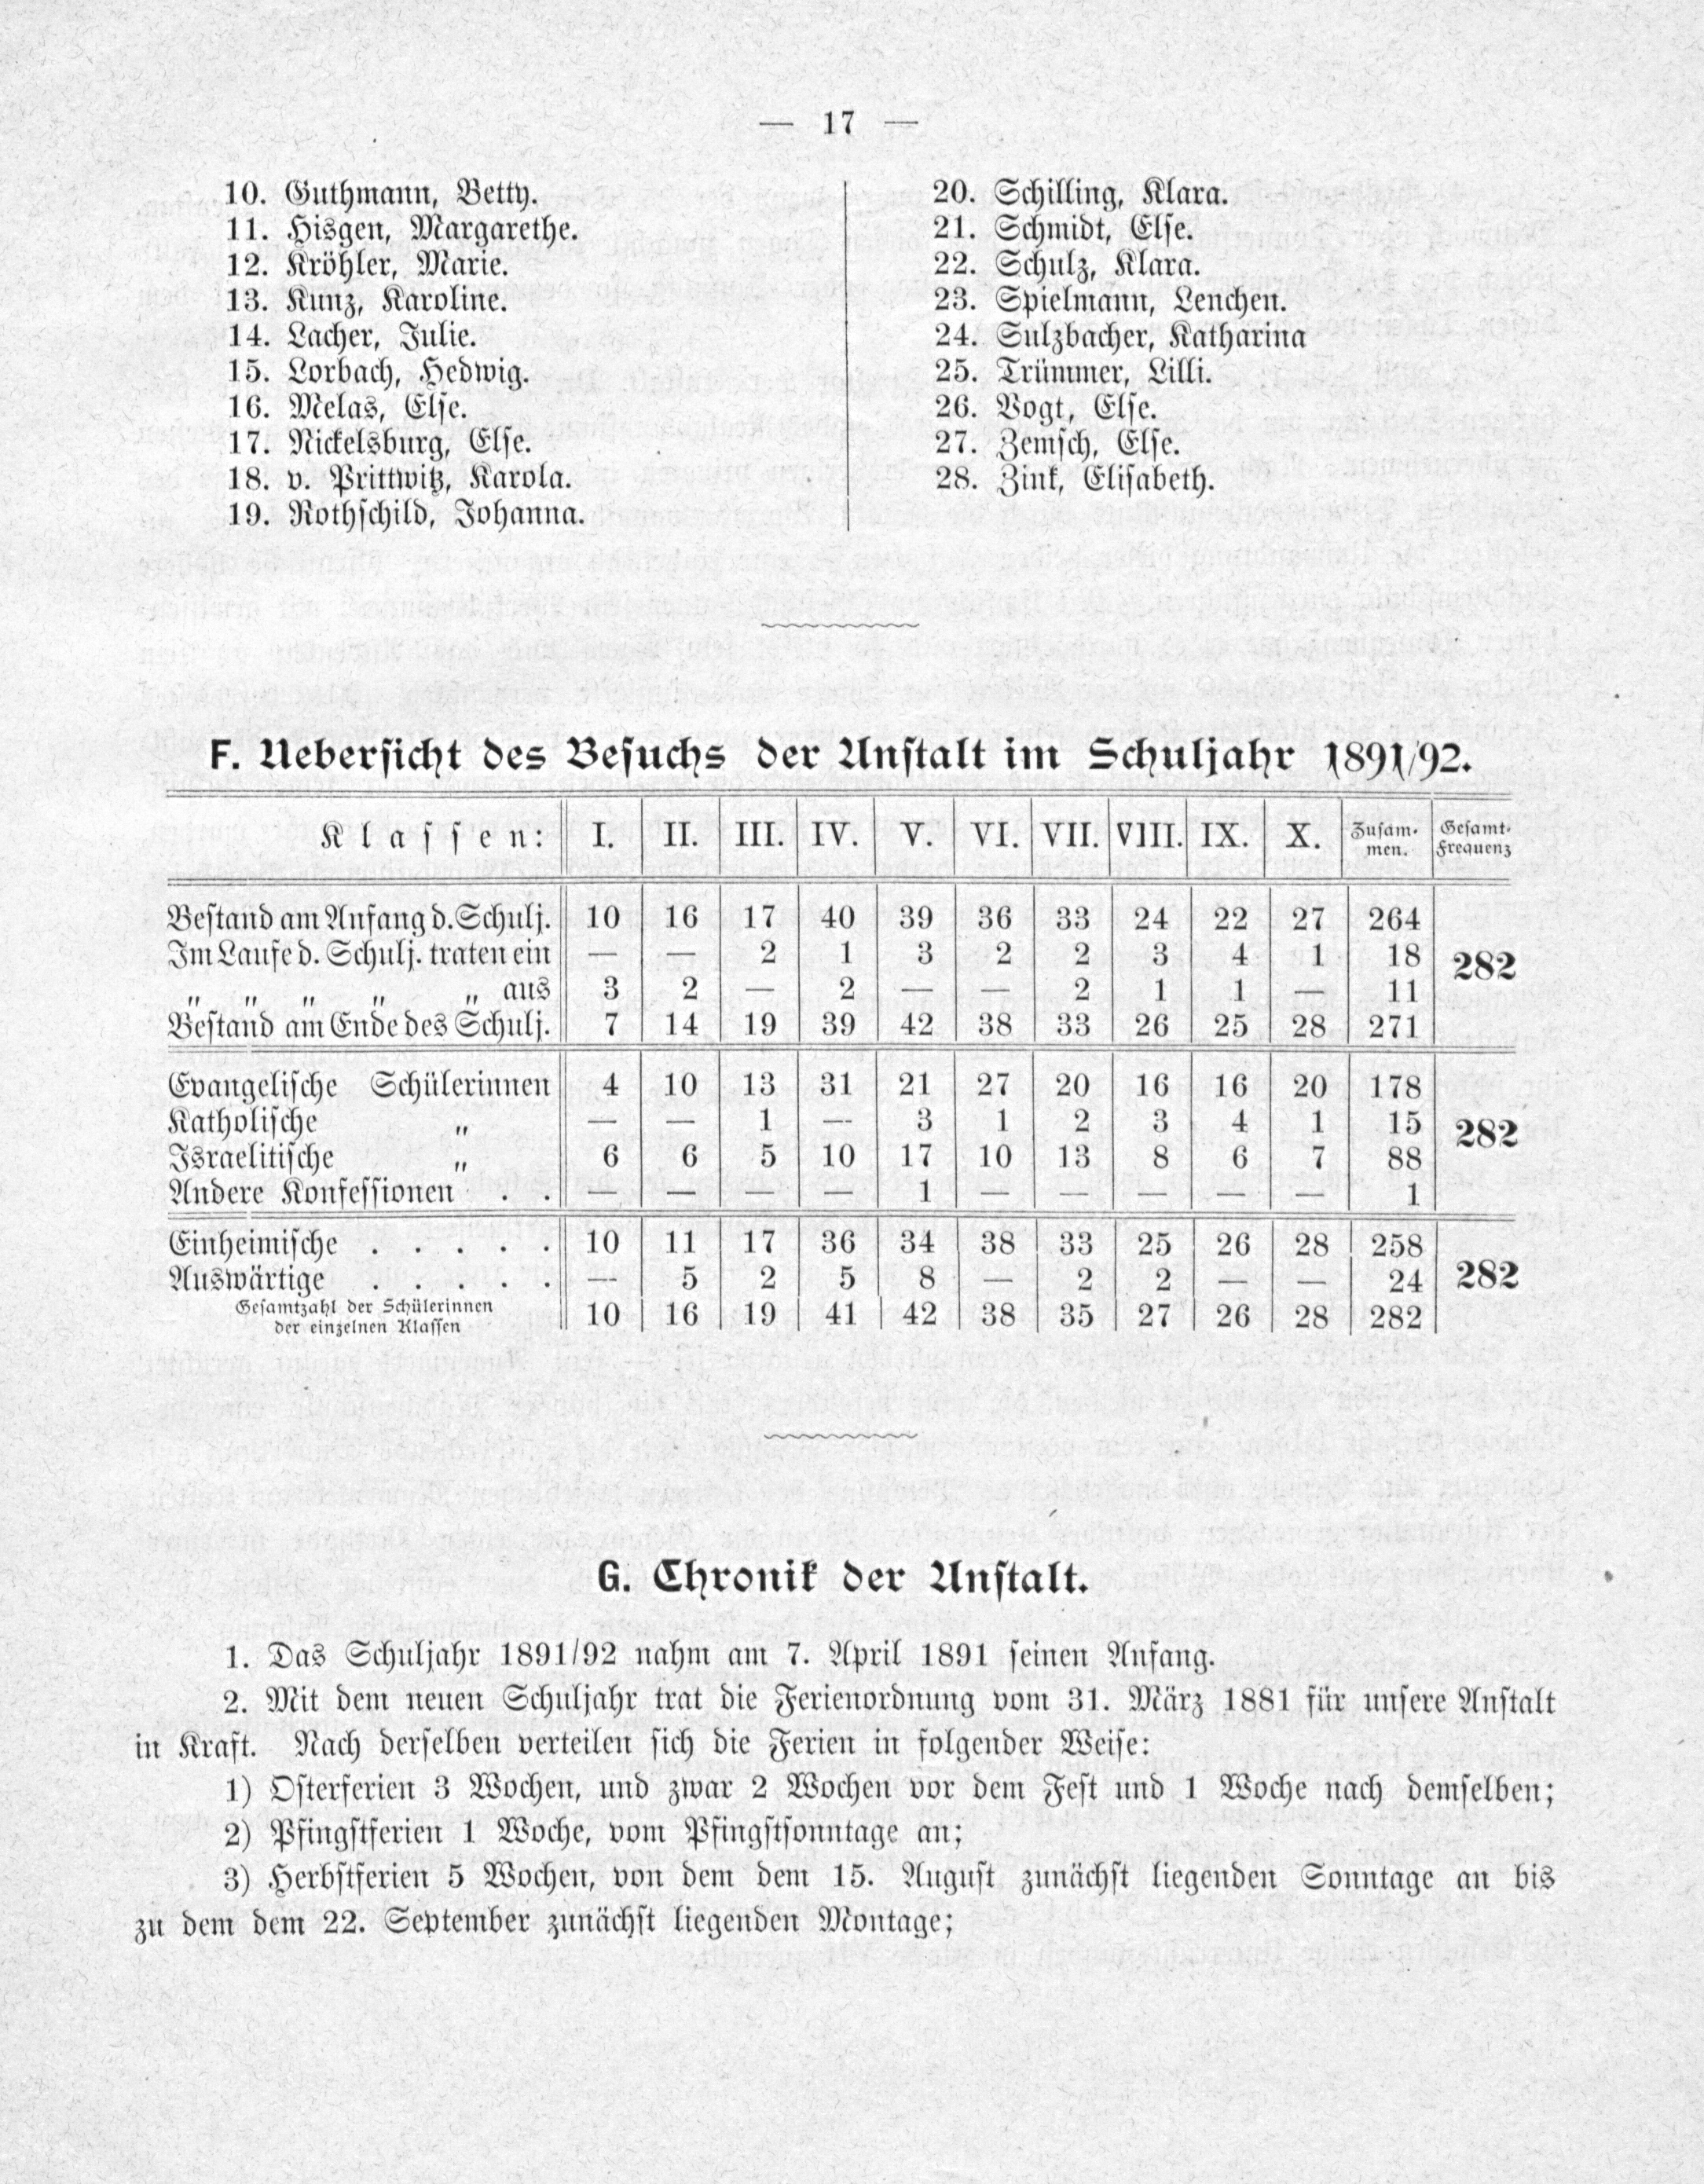 — 17 —
10. Guthmann, Betty.
11. Hisgen, Margarethe.
12. Kröhler, Marie.
13. Kunz, Karoline.
14. Lacher, Julie.
15. Lorbach, Hedwig.
16. Melas, Else.
17. Nickelsburg, Else.
18. v. Prittwitz, Karola.
19. Rothschild, Johanna.
20. Schilling, Klara.
21. Schmidt, Else.
22. Schulz, Klara.
23. Spielmann, Lenchen.
24. Sulzbacher, Katharina
25. Trümmer, Lilli.
26. Vogt, Else.
27. Zemsch, Else.
28. Zink, Elisabeth.
F. Uebersicht des Besuchs der Anstalt im Schuljahr 1891/92.
Klassen: I. II. III. IV. V. VI. VII. VIII. IX. X. Zusam-men. Gesamt-Frequenz
Bestand am Anfang d. Schulj. 10 16 17 40 39 36 33 24 22 27 264
Im Laufe d. Schulj. traten ein — — 2 1 3 2 2 3 4 1 18 282
„ „ „ „ „ aus 3 2 — 2 — — 2 1 1 — 11
Bestand am Ende des Schulj. 7 14 19 39 42 38 33 26 25 28 271
Evangelische Schülerinnen 4 10 13 31 21 27 20 16 16 20 178
Katholische „ — — 1 — 3 1 2 3 4 1 15 282
Israelitische „ 6 6 5 10 17 10 13 8 6 7 88
Andere Konfessionen . . — — — — 1 — — — — — 1
Einheimische . . . . . 10 11 17 36 34 38 33 25 26 28 258
Auswärtige . . . . . — 5 2 5 8 — 2 2 — — 24 282
Gesamtzahl der Schülerinnen
der einzelnen Klassen 10 16 19 41 42 38 35 27 26 28 282
G. Chronik der Anstalt.
1. Das Schuljahr 1891/92 nahm am 7. April 1891 seinen Anfang.
2. Mit dem neuen Schuljahr trat die Ferienordnung vom 31. März 1881 für unsere Anstalt
in Kraft. Nach derselben verteilen sich die Ferien in folgender Weise:
1) Osterferien 3 Wochen, und zwar 2 Wochen vor dem Fest und 1 Woche nach demselben;
2) Pfingstferien 1 Woche, vom Pfingstsonntage an;
3) Herbstferien 5 Wochen, von dem dem 15. August zunächst liegenden Sonntage an bis
zu dem dem 22. September zunächst liegenden Montage;